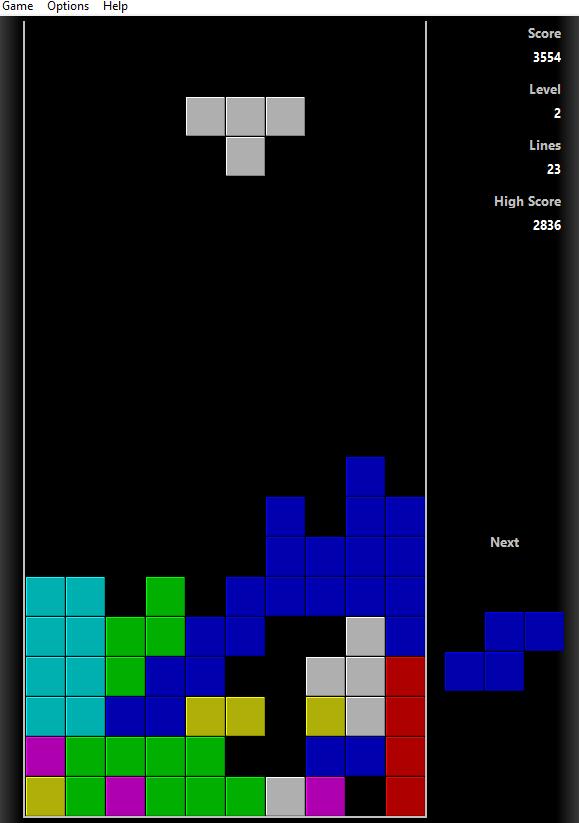 Game Options Help
Score
3554
Level
2
Lines
23
High Score
2836
Next